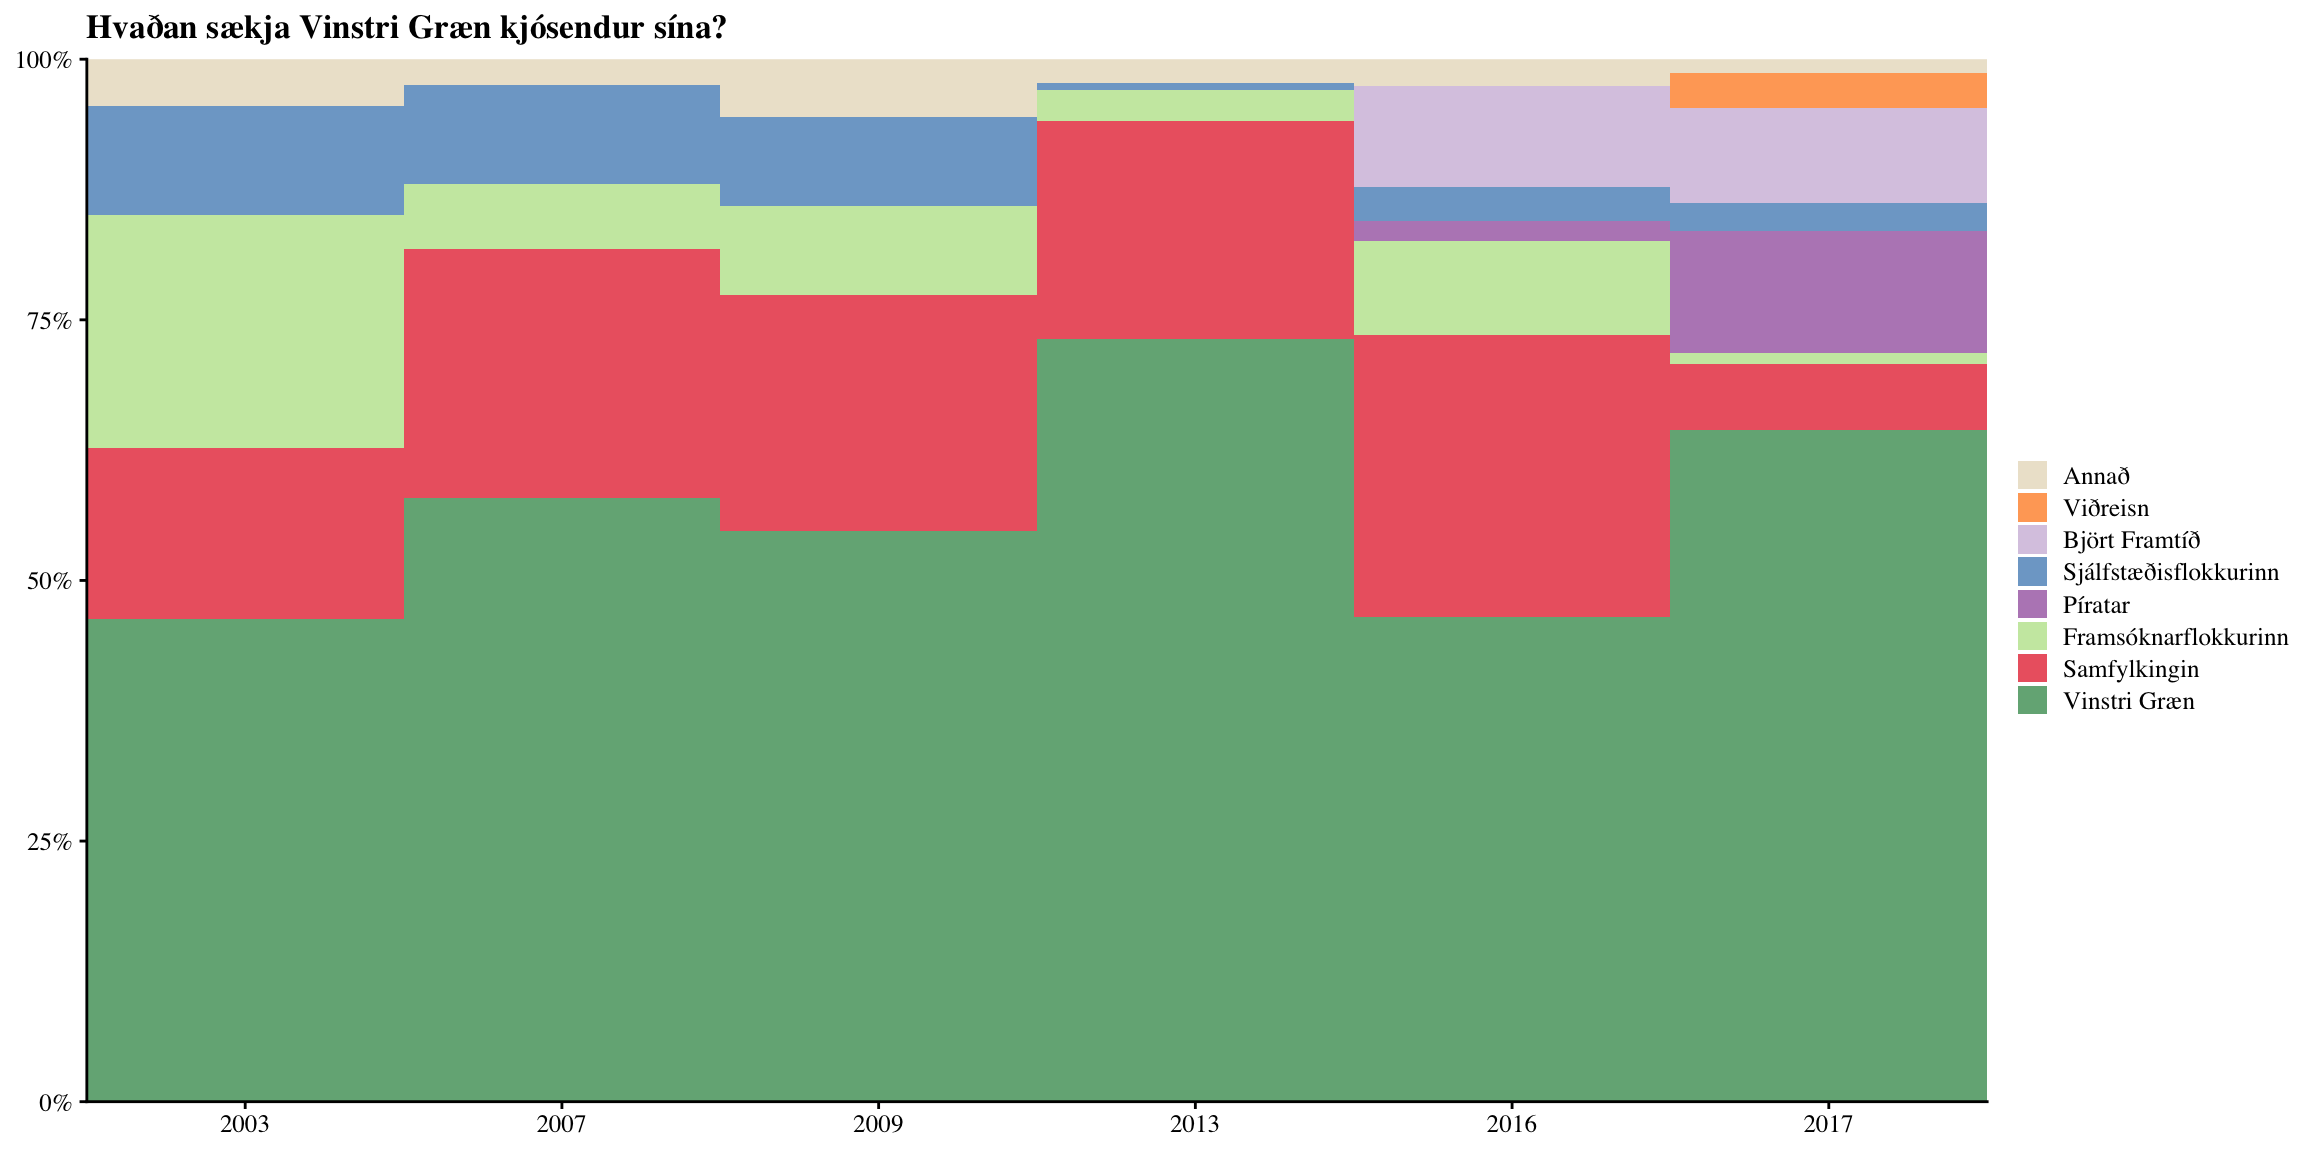 Hvaðan sækja Vinstri Græn kjósendur sína?
100%
75%
50%
25%
0%
2003
2007
2009
2013
2016
2017
Annað
Viðreisn
Björt Framtíð
Sjálfstæðisflokkurinn
Píratar
Framsóknarflokkurinn
Samfylkingin
Vinstri Græn